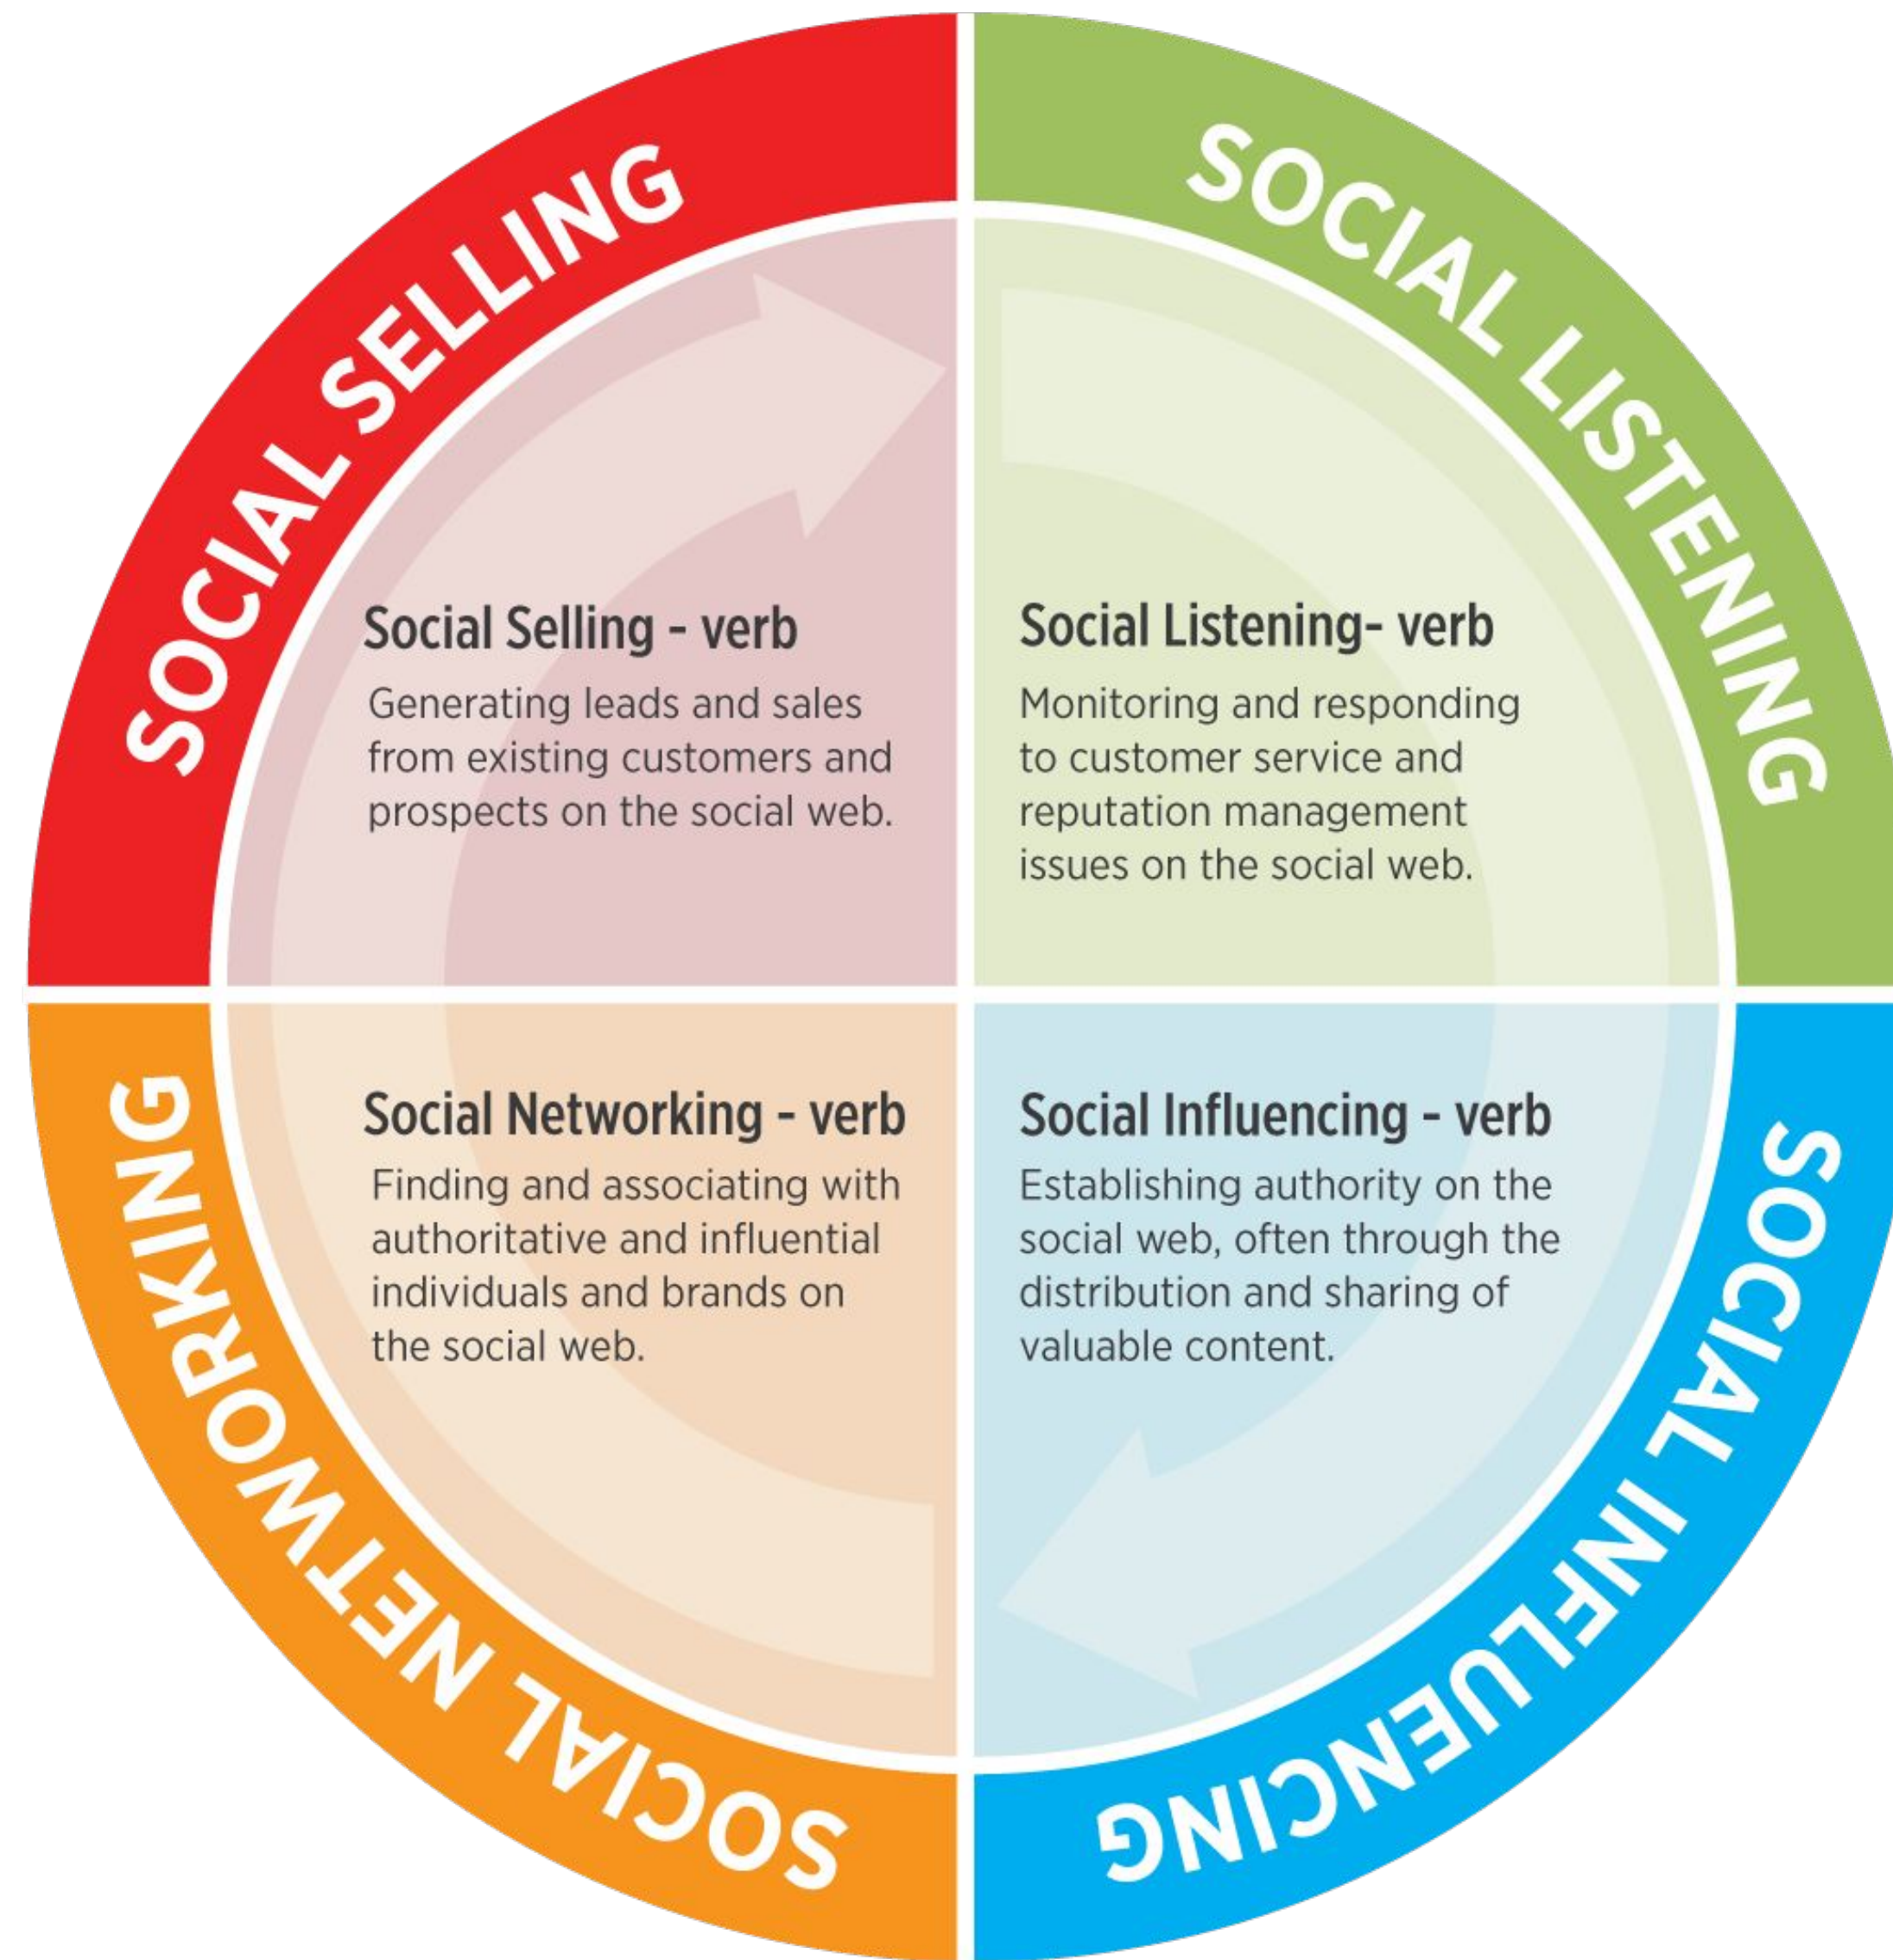 SOCIAL SELLING
Social Selling - verb
Generating leads and sales
from existing customers and
prospects on the social web.
SOCIAL LISTENING
Social Listening- verb
Monitoring and responding
to customer service and
reputation management
issues on the social web.
SOCIAL NETWORKING
Social Networking - verb
Finding and associating with
authoritative and influential
individuals and brands on
the social web.
SOCIAL INFLUENCING
Social Influencing - verb
Establishing authority on the
social web, often through the
distribution and sharing of
valuable content.